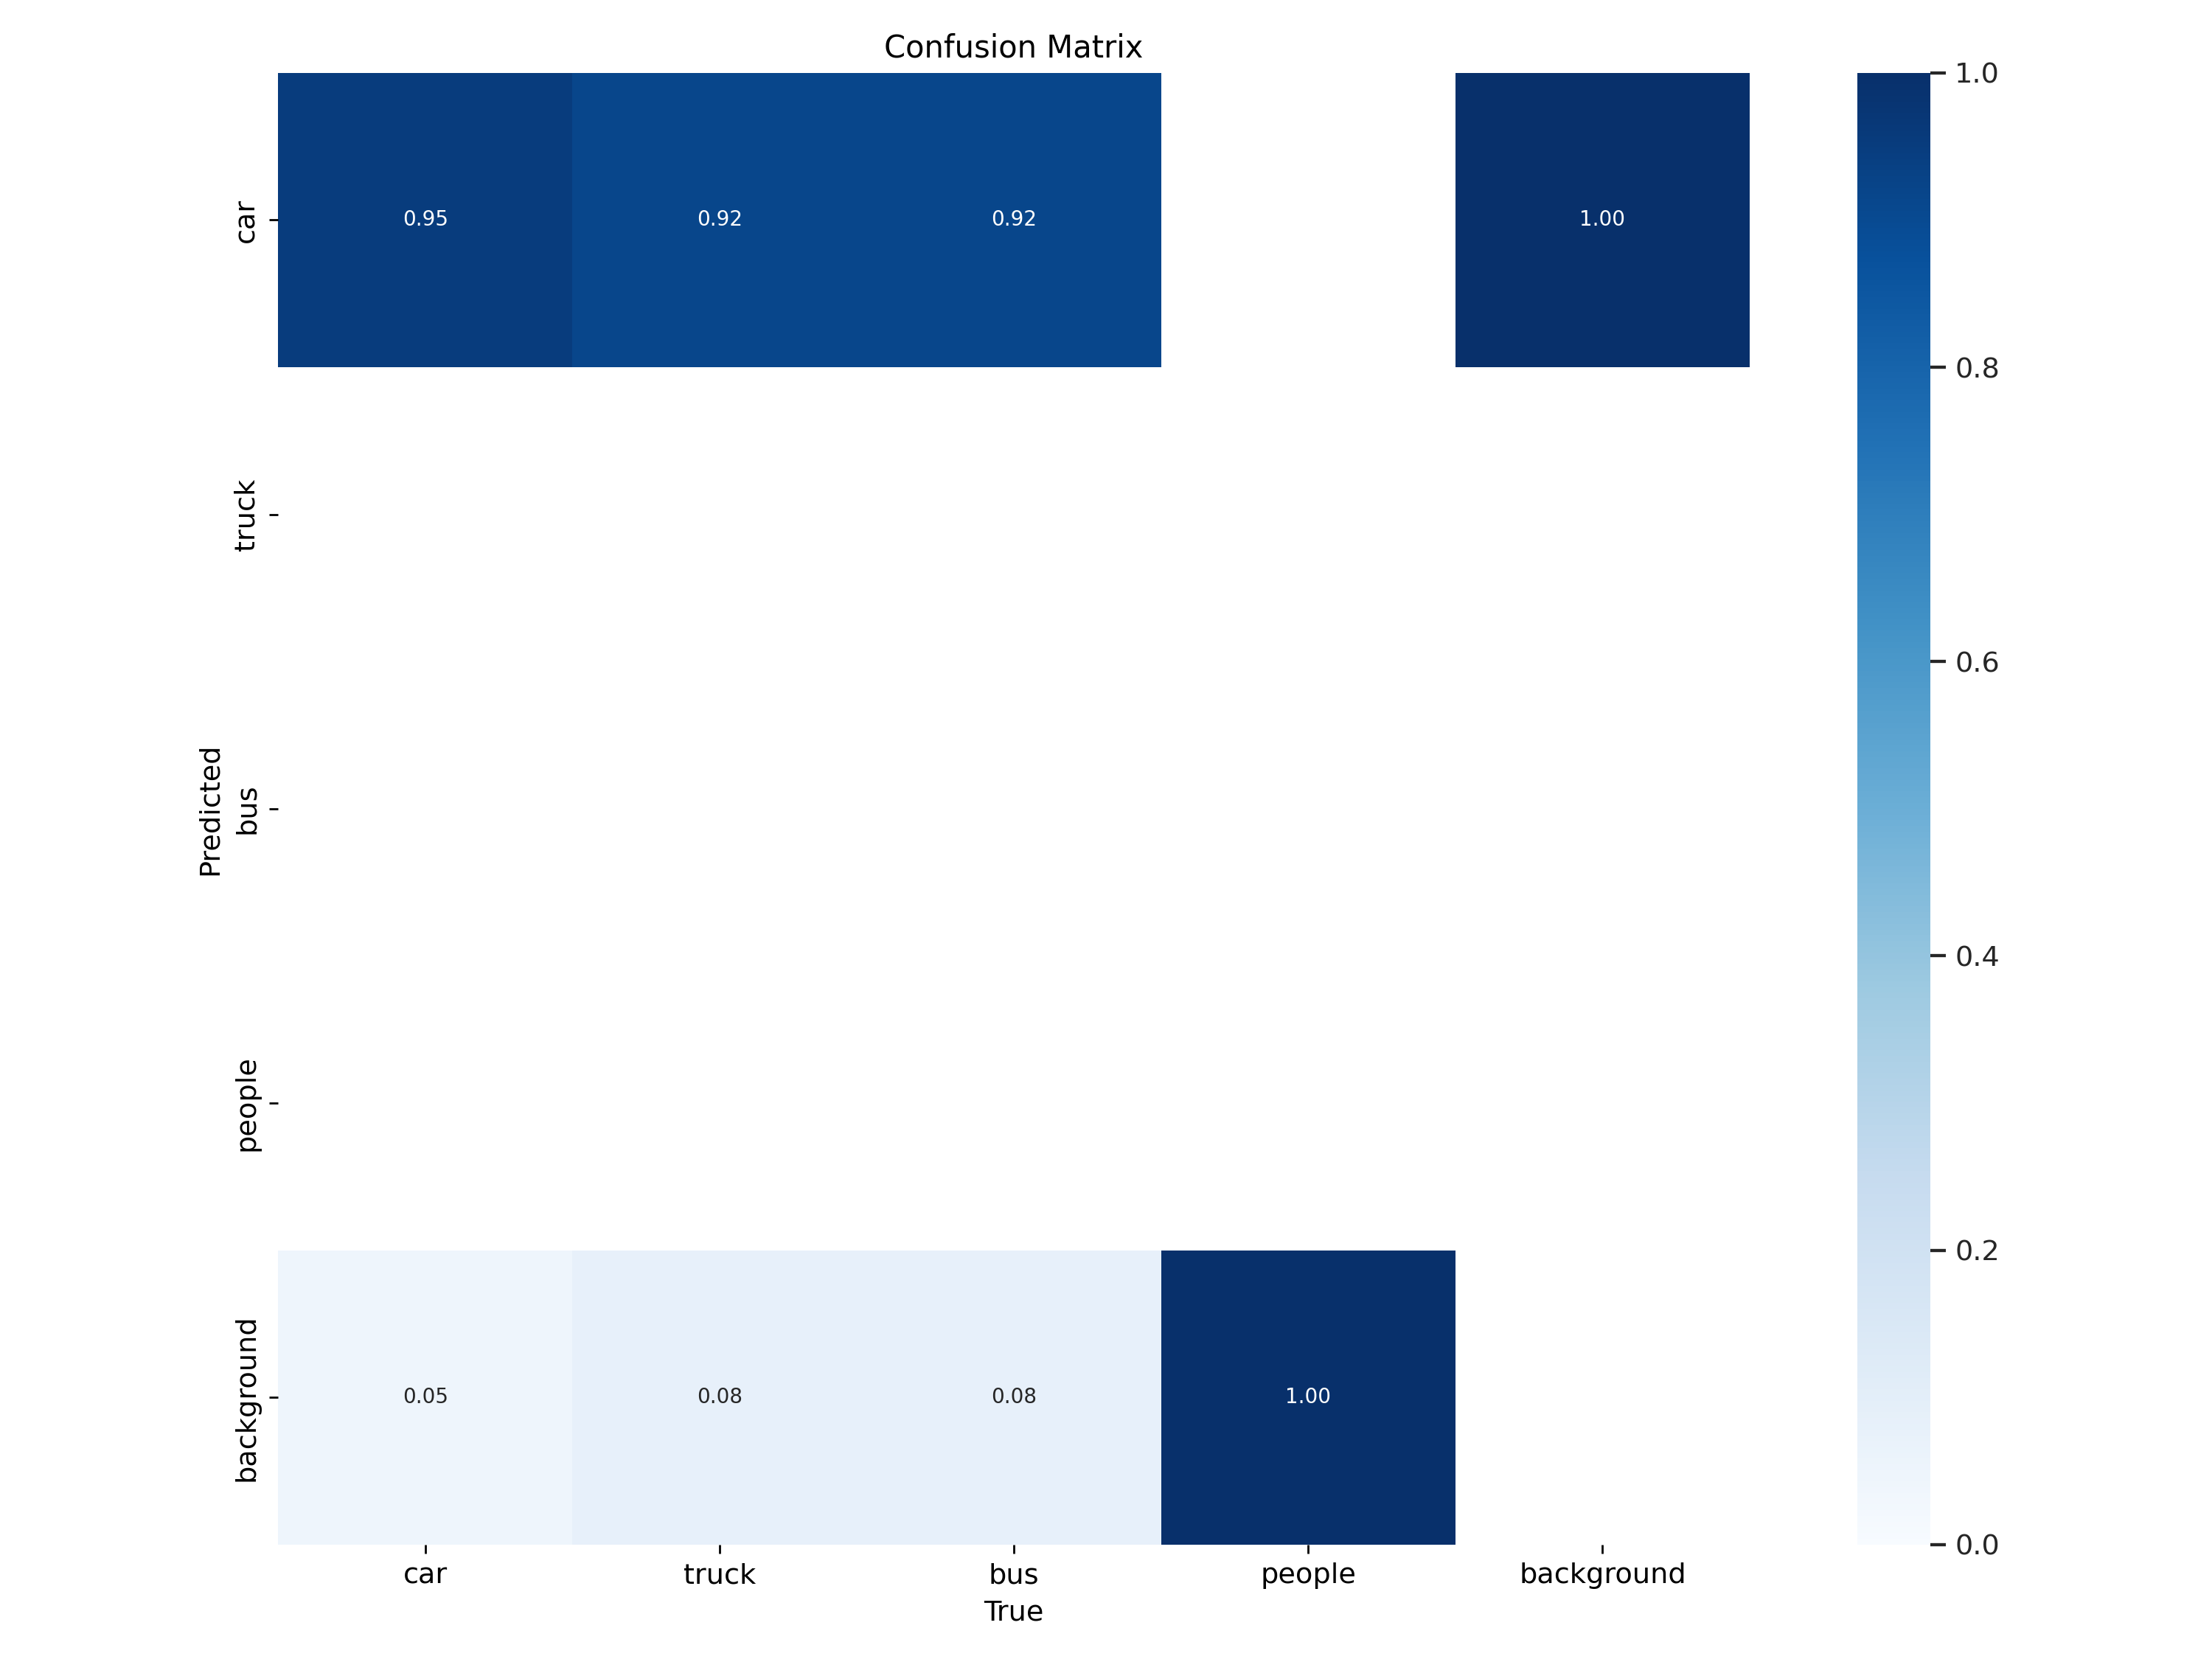 Confusion Matrix
1.0
car
0.95
0.92
0.92
1.00
0.8
truck
0.6
Predicted
bus
0.4
people
0.2
background
0.05
0.08
0.08
1.00
0.0
car
truck
bus
people
background
True